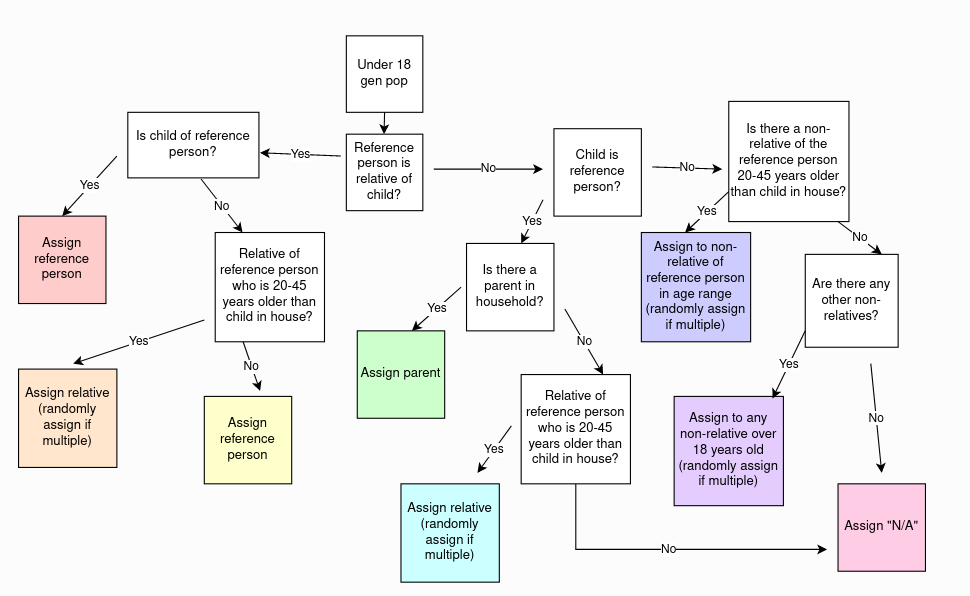 Under 18
gen pop
Is child of reference
person?
Yes
Reference
person is
relative of
child?
No
Child is
reference
person?
No
Is there a non-
relative of the
reference person
20-45 years older
than child in house?
Yes
No
Yes
Yes
No
Assign
reference
person
Relative of
reference person
who is 20-45
years older than
child in house?
Is there a
parent in
household?
Assign to non-
relative of
reference person
in age range
(randomly assign
if multiple)
Are there any
other non-
relatives?
Yes
No
Yes
No
Yes
No
Assign relative
(randomly
assign if
multiple)
Assign
reference
person
Assign parent
Relative of
reference person
who is 20-45
years older than
child in house?
Assign to any
non-relative over
18 years old
(randomly assign
if multiple)
Yes
No
Assign relative
(randomly
assign if
multiple)
Assign "N/A"